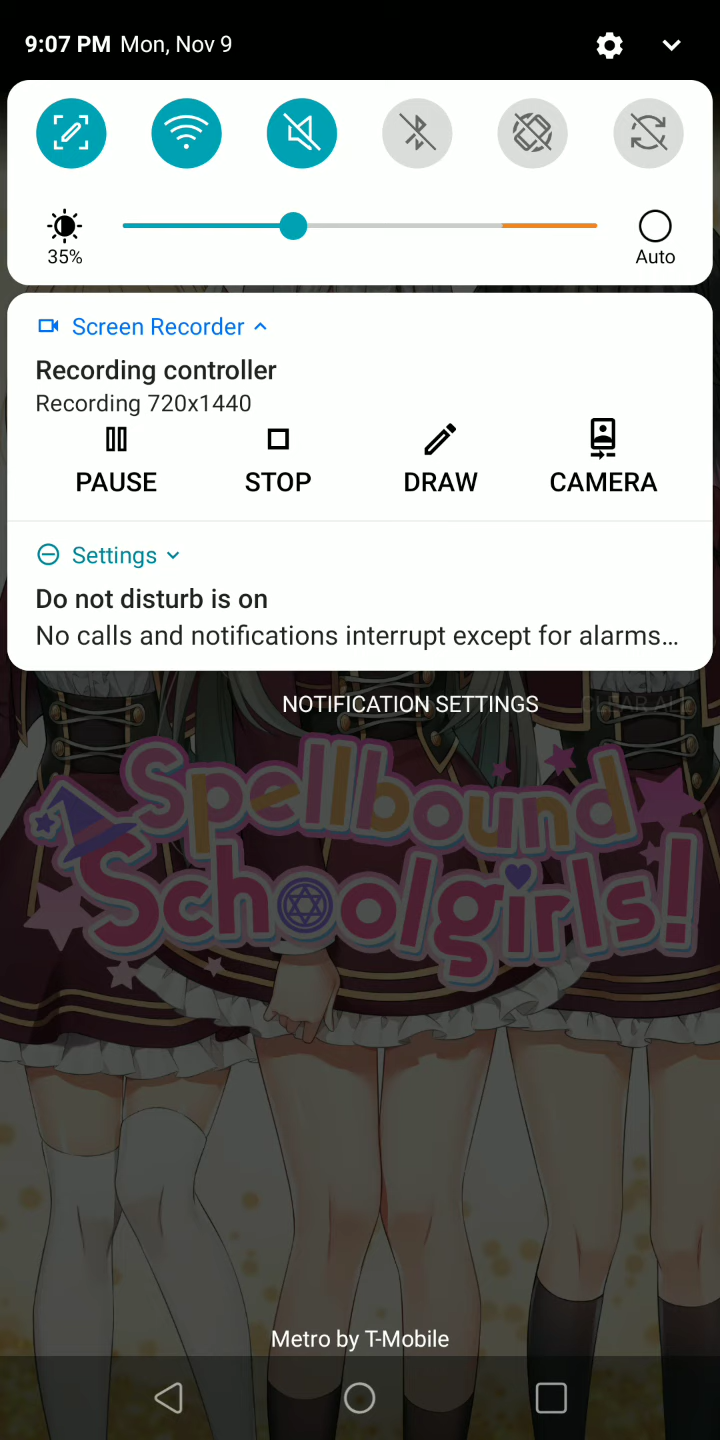 9:07 PM Mon, Nov 9
35%
Auto
Screen Recorder
Recording controller
Recording 720x1440
PAUSE STOP DRAW CAMERA
Settings
Do not disturb is on
No calls and notifications interrupt except for alarms...
NOTIFICATION SETTINGS
CLEAR ALL
Spellbound
Schoolgirls!
Metro by T-Mobile